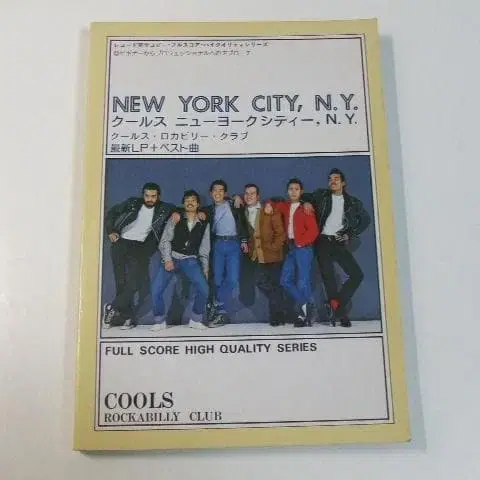 レコード完全コピー・フルスコア・ハイクオリティシリーズ
NEW YORK CITY, N.Y.
クールス ニューヨークシティー, N.Y.
クールス・ロカビリー・クラブ
最新LP+ベスト曲
FULL SCORE HIGH QUALITY SERIES
COOLS
ROCKABILLY CLUB